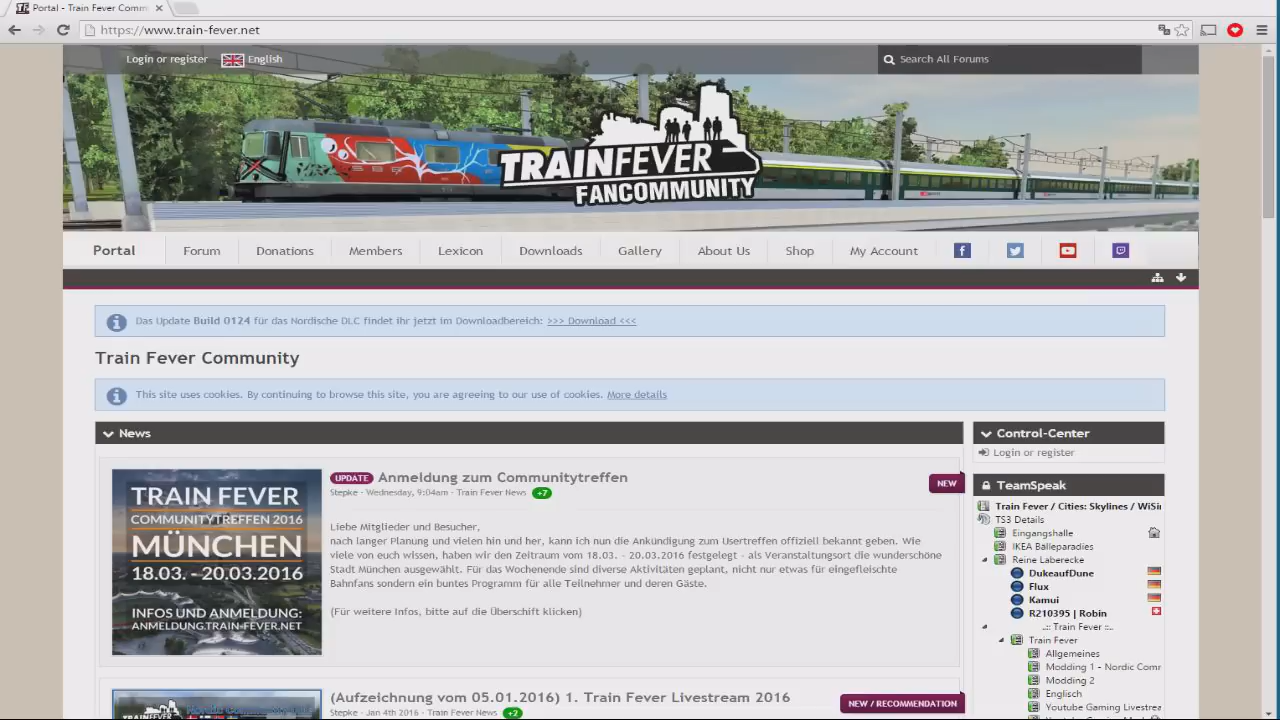 Portal - Train Fever Comm
https://www.train-fever.net
Login or register
English
Search All Forums
TRAINFEVER
FANCOMMUNITY
Portal
Forum
Donations
Members
Lexicon
Downloads
Gallery
About Us
Shop
My Account
Das Update Build 0124 für das Nordische DLC findet ihr jetzt im Downloadbereich: >>> Download <<<
Train Fever Community
This site uses cookies. By continuing to browse this site, you are agreeing to our use of cookies. More details
News
TRAIN FEVER
COMMUNITYTREFFEN 2016
MÜNCHEN
18.03. - 20.03.2016
INFOS UND ANMELDUNG:
ANMELDUNG.TRAIN-FEVER.NET
UPDATE Anmeldung zum Communitytreffen
NEW
Stepke - Wednesday, 9:04am - Train Fever News +7
Liebe Mitglieder und Besucher,
nach langer Planung und vielen hin und her, kann ich nun die Ankündigung zum Usertreffen offiziell bekannt geben. Wie
viele von euch wissen, haben wir den Zeitraum vom 18.03. - 20.03.2016 festgelegt - als Veranstaltungsort die wunderschöne
Stadt München ausgewählt. Für das Wochenende sind diverse Aktivitäten geplant, nicht nur etwas für eingefleischte
Bahnfans sondern ein buntes Programm für alle Teilnehmer und deren Gäste.
(Für weitere Infos, bitte auf die Überschift klicken)
(Aufzeichnung vom 05.01.2016) 1. Train Fever Livestream 2016
NEW / RECOMMENDATION
Stepke - Jan 4th 2016 - Train Fever News +2
Control-Center
Login or register
TeamSpeak
Train Fever / Cities: Skylines / WiSi
TS3 Details
Eingangshalle
IKEA Bälleparadies
Reine Laberecke
DukeaufDune
Flux
Kamui
R210395 | Robin
..:: Train Fever ::..
Train Fever
Allgemeines
Modding 1 - Nordic Com
Modding 2
Englisch
Youtube Gaming Livestrea